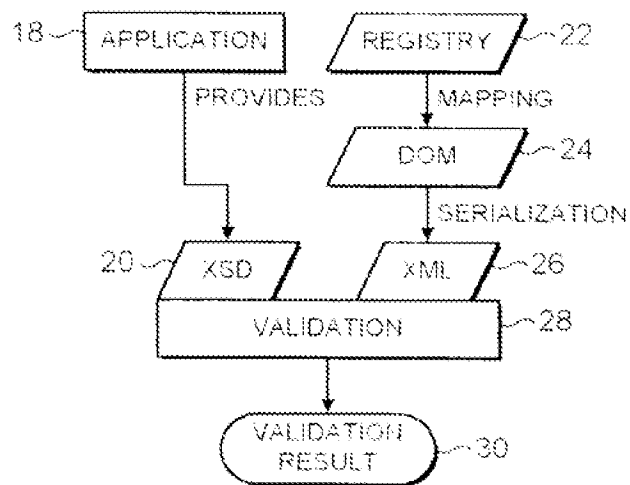 18 APPLICATION REGISTRY 22
PROVIDES MAPPING
DOM 24
SERIALIZATION
20 XSD XML 26
VALIDATION 28
VALIDATION
RESULT 30